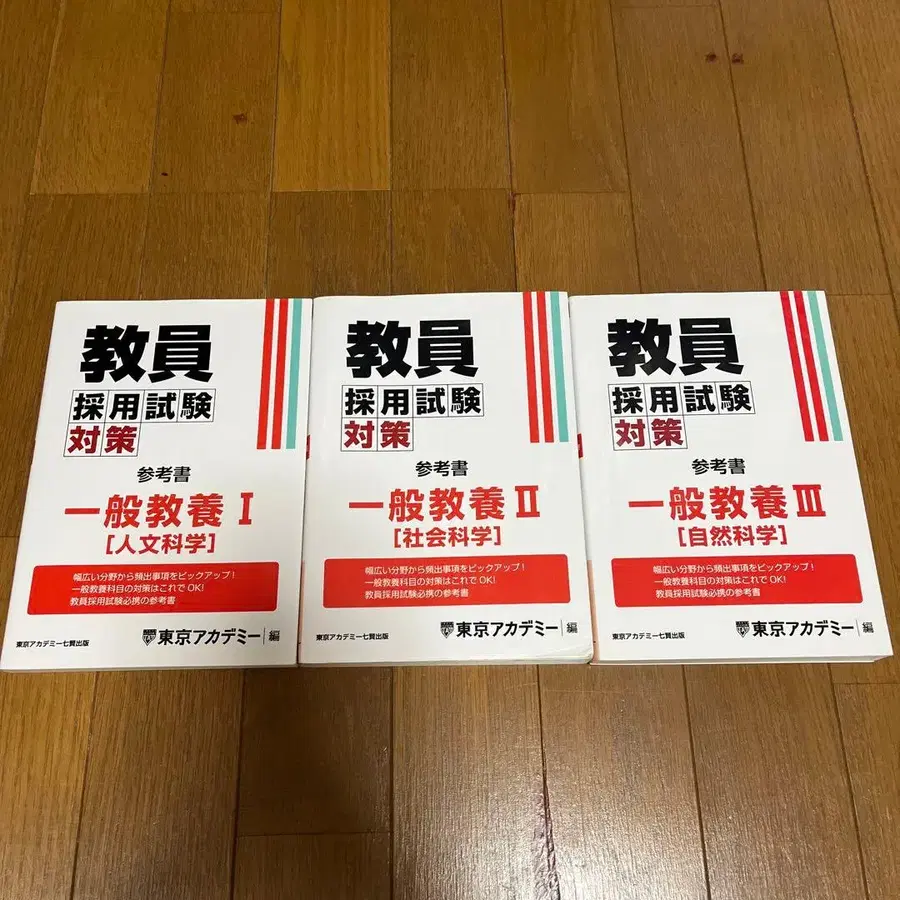 教員
採用試験
対策
参考書
一般教養 Ⅰ
[人文科学]
幅広い分野から頻出事項をピックアップ!
一般教養科目の対策はこれでOK!
教員採用試験必携の参考書
東京アカデミー七賢出版
東京アカデミー 編
教員
採用試験
対策
参考書
一般教養 Ⅱ
[社会科学]
幅広い分野から頻出事項をピックアップ!
一般教養科目の対策はこれでOK!
教員採用試験必携の参考書
東京アカデミー七賢出版
東京アカデミー 編
教員
採用試験
対策
参考書
一般教養 Ⅲ
[自然科学]
幅広い分野から頻出事項をピックアップ!
一般教養科目の対策はこれでOK!
教員採用試験必携の参考書
東京アカデミー七賢出版
東京アカデミー 編